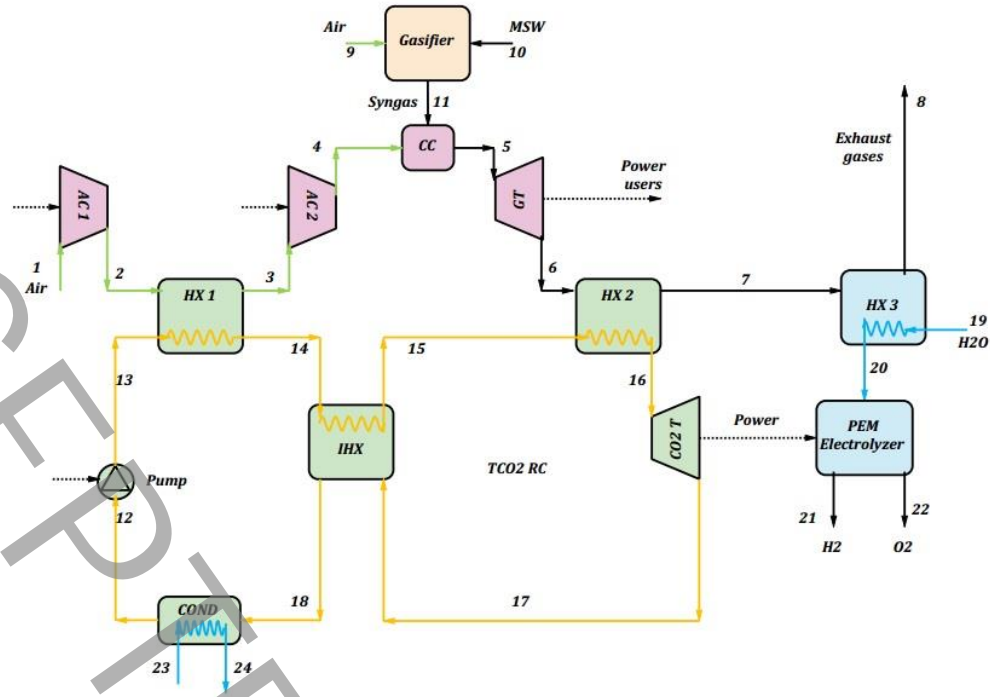 Air
9
Gasifier
MSW
10
Syngas
11
4
CC
5
8
Exhaust
gases
AC 1
AC 2
GT
Power
users
1
Air
2
HX 1
3
6
HX 2
7
HX 3
19
H2O
14
15
13
16
20
IHX
CO2 T
Power
PEM
Electrolyzer
TCO2 RC
Pump
12
21
22
H2
O2
18
17
COND
23
24
CEPTE